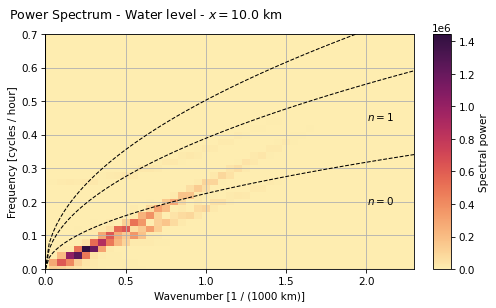 Power Spectrum - Water level - x = 10.0 km
1e6
0.7
0.6
0.5
0.4
0.3
0.2
0.1
0.0
Frequency [cycles / hour]
n = 1
n = 0
0.0 0.5 1.0 1.5 2.0
Wavenumber [1 / (1000 km)]
1.4
1.2
1.0
0.8
0.6
0.4
0.2
0.0
Spectral power